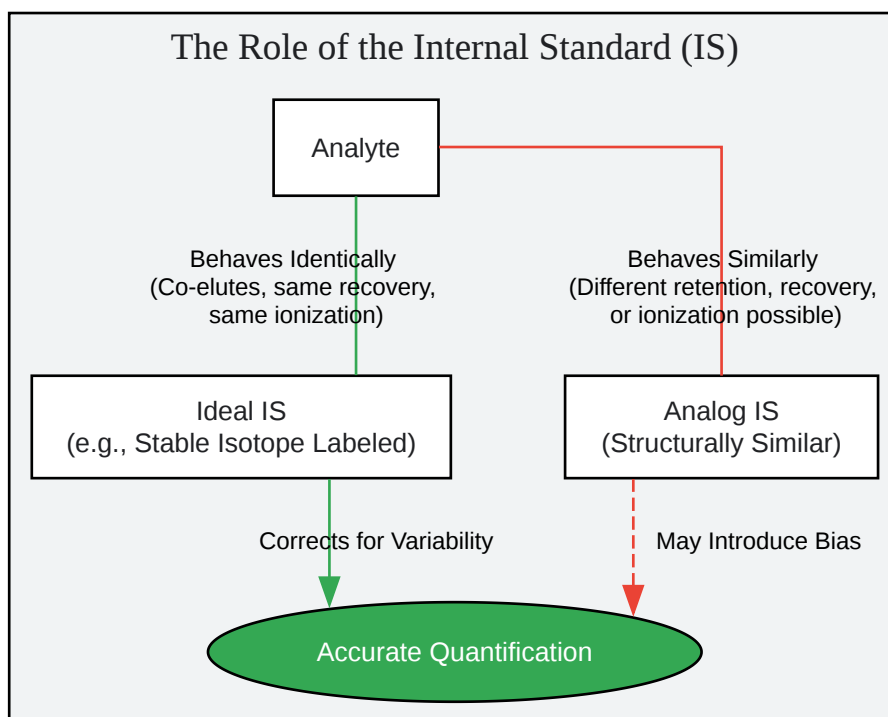 The Role of the Internal Standard (IS)
Analyte
Behaves Identically
(Co-elutes, same recovery,
same ionization)
Behaves Similarly
(Different retention, recovery,
or ionization possible)
Ideal IS
(e.g., Stable Isotope Labeled)
Analog IS
(Structurally Similar)
Corrects for Variability
May Introduce Bias
Accurate Quantification